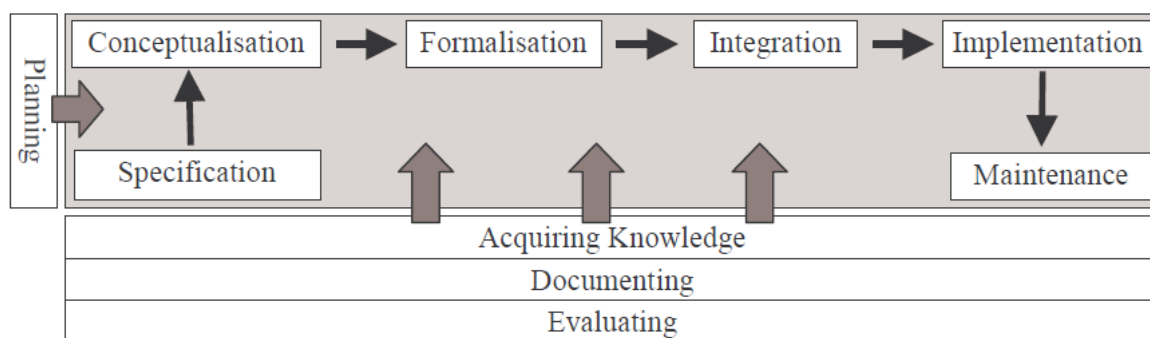 Planning
Conceptualisation
Formalisation
Integration
Implementation
Specification
Maintenance
Acquiring Knowledge
Documenting
Evaluating